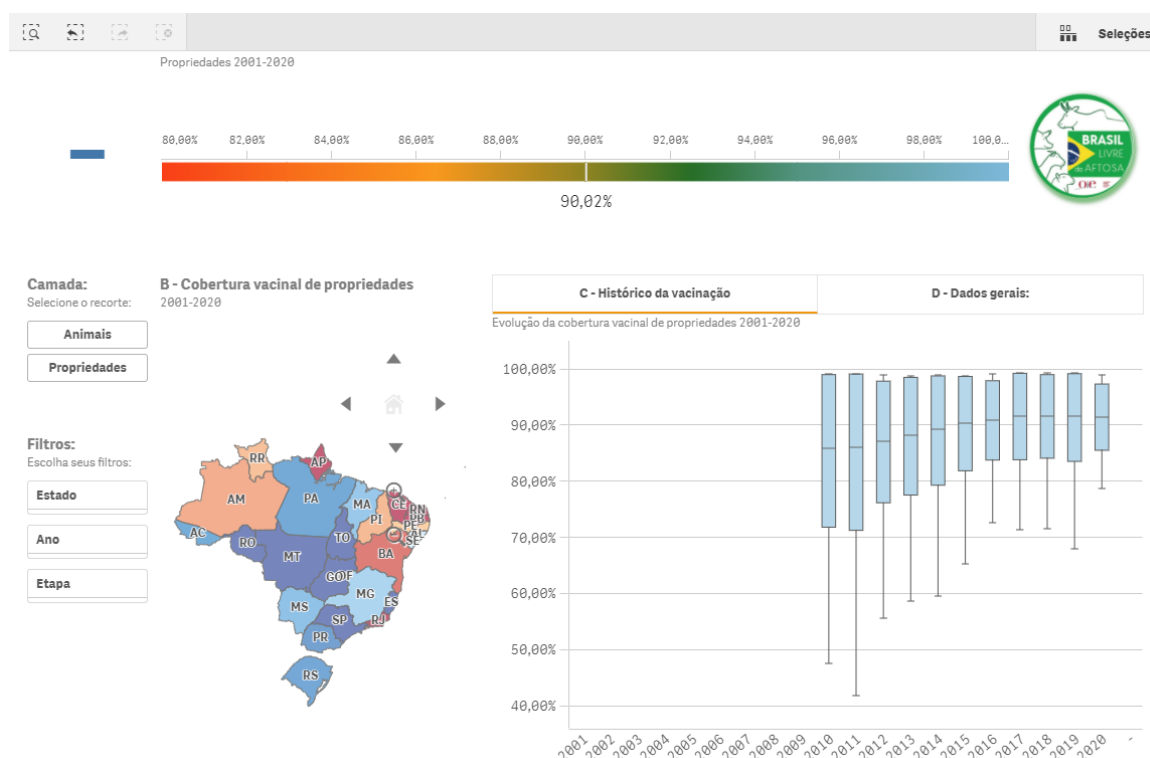 Seleções
Propriedades 2001-2020
80,00% 82,00% 84,00% 86,00% 88,00% 90,00% 92,00% 94,00% 96,00% 98,00% 100,0...
90,02%
BRASIL
LIVRE
de AFTOSA
Camada:
Selecione o recorte:
Animais
Propriedades
Filtros:
Escolha seus filtros:
Estado
Ano
Etapa
B - Cobertura vacinal de propriedades
2001-2020
RR
AP
AM
PA
MA
CE
RN
PB
PI
PE
AL
SE
AC
RO
TO
BA
MT
GO
DF
MG
MS
ES
SP
RJ
PR
RS
C - Histórico da vacinação
D - Dados gerais:
Evolução da cobertura vacinal de propriedades 2001-2020
100,00%
90,00%
80,00%
70,00%
60,00%
50,00%
40,00%
2001 2002 2003 2004 2005 2006 2007 2008 2009 2010 2011 2012 2013 2014 2015 2016 2017 2018 2019 2020 -